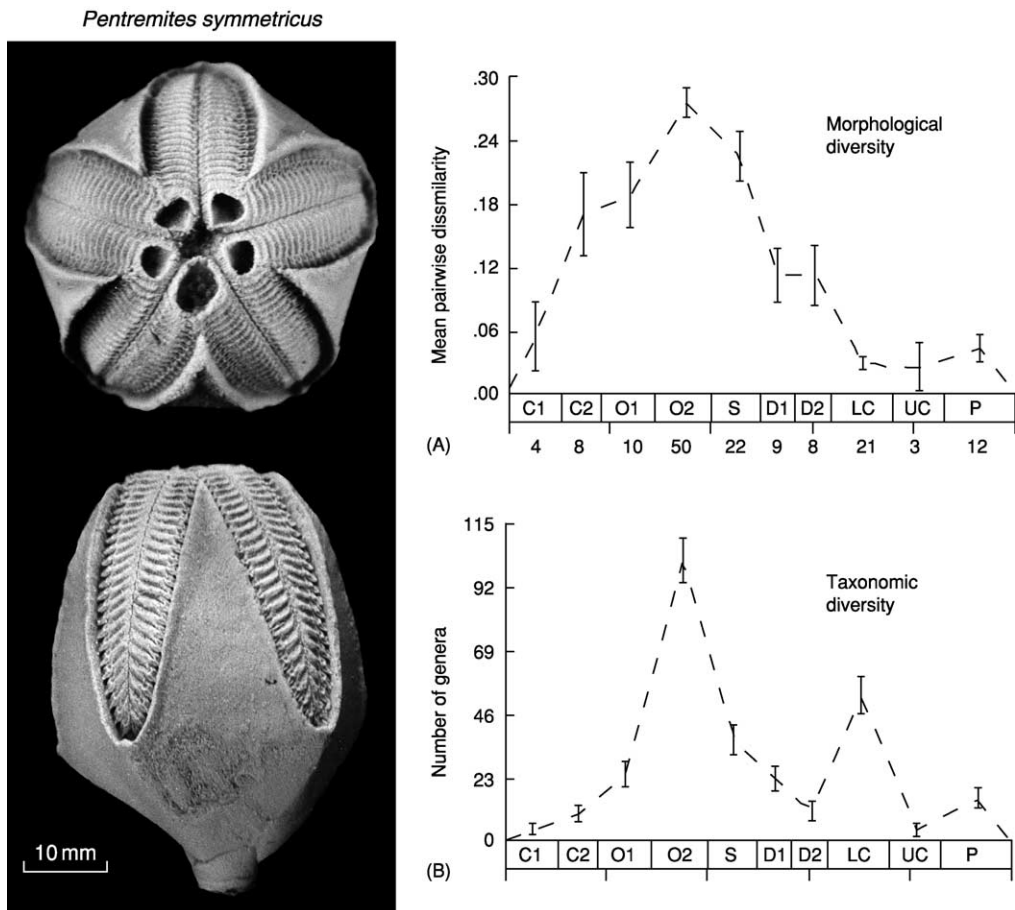 Pentremites symmetricus
10 mm
.30
.24
.18
.12
.06
.00
Mean pairwise dissmilarity
Morphological
diversity
C1 C2 O1 O2 S D1 D2 LC UC P
(A) 4 8 10 50 22 9 8 21 3 12
115
92
69
46
23
0
Number of genera
Taxonomic
diversity
C1 C2 O1 O2 S D1 D2 LC UC P
(B)